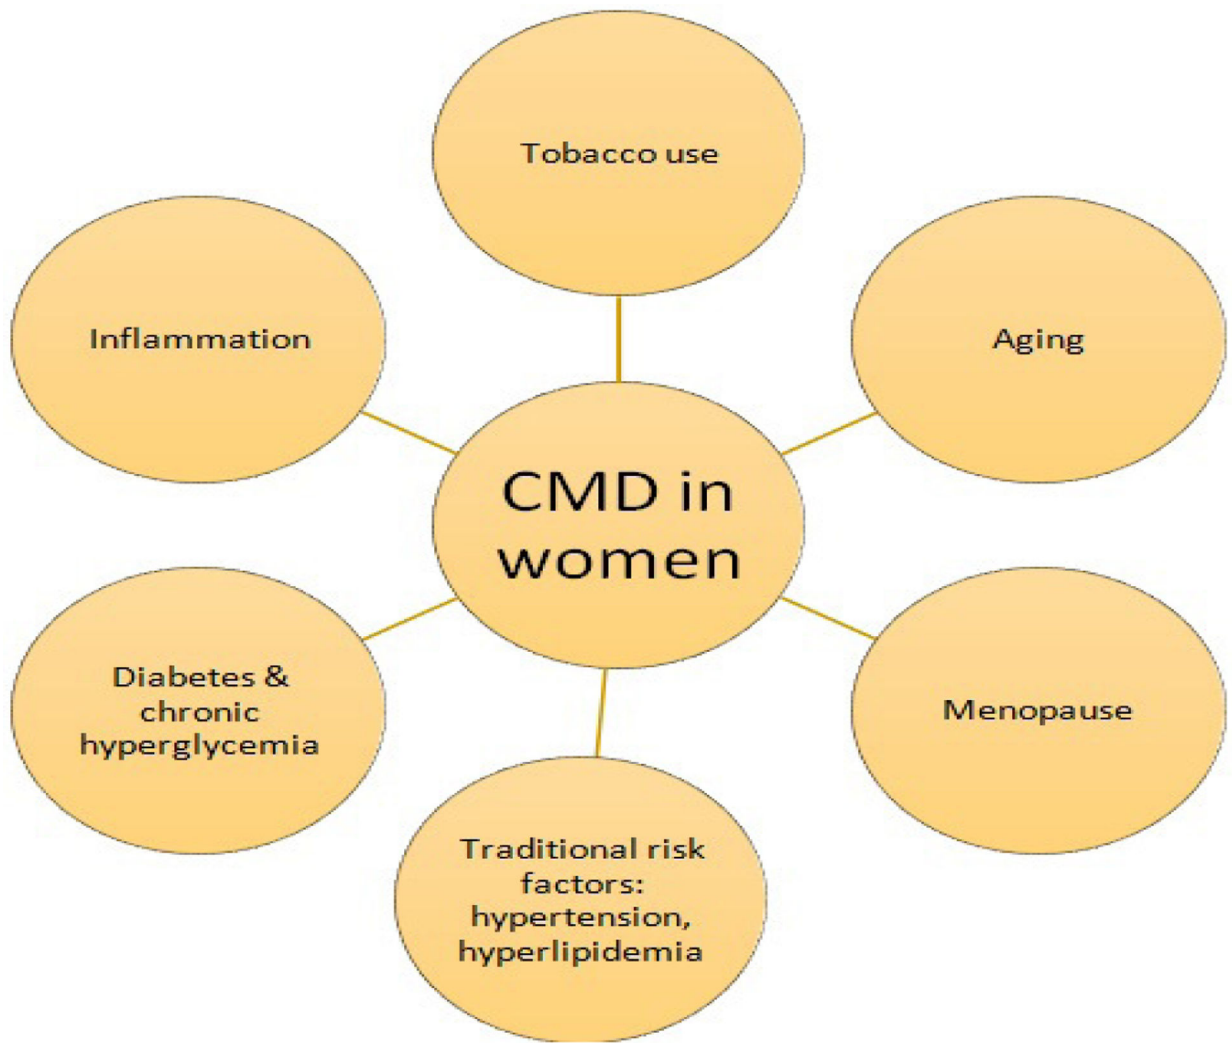 Tobacco use
Inflammation
Aging
CMD in
women
Diabetes &
chronic
hyperglycemia
Menopause
Traditional risk
factors:
hypertension,
hyperlipidemia